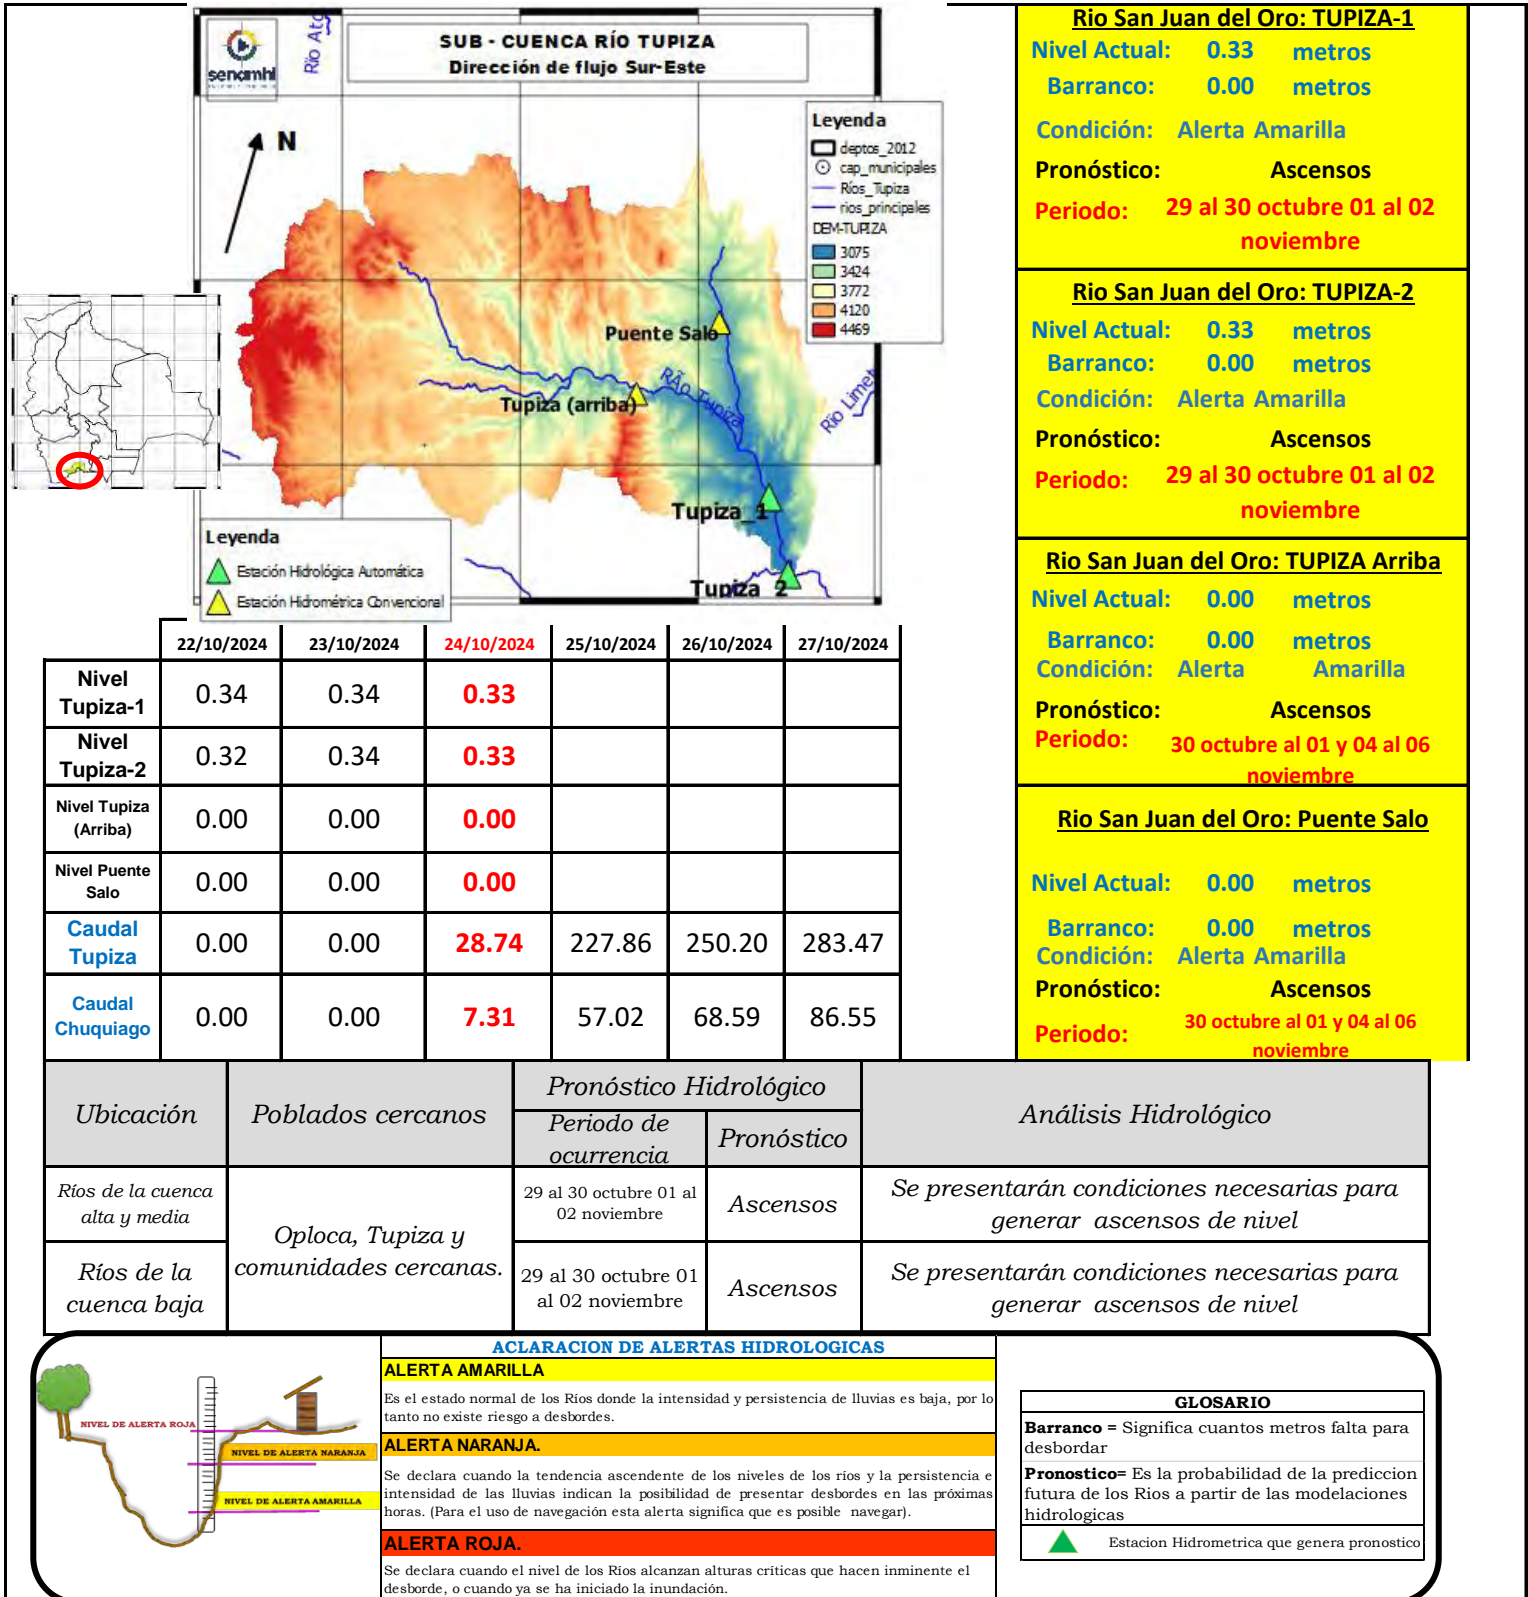 senamhi
SUB - CUENCA RÍO TUPIZA
Dirección de flujo Sur-Este
N
Leyenda
deptos_2012
cap_municipales
Ríos_Tupiza
rios_principales
DEM-TUPIZA
3075
3424
3772
4120
4469
Puente Salo
Tupiza (arriba)
RÃo Tupiza
Tupiza_1
Tupiza 2
Leyenda
Estación Hidrológica Automática
Estación Hidrométrica Convencional
Rio San Juan del Oro: TUPIZA-1
Nivel Actual: 0.33 metros
Barranco: 0.00 metros
Condición: Alerta Amarilla
Pronóstico: Ascensos
Periodo: 29 al 30 octubre 01 al 02
noviembre
Rio San Juan del Oro: TUPIZA-2
Nivel Actual: 0.33 metros
Barranco: 0.00 metros
Condición: Alerta Amarilla
Pronóstico: Ascensos
Periodo: 29 al 30 octubre 01 al 02
noviembre
Rio San Juan del Oro: TUPIZA Arriba
Nivel Actual: 0.00 metros
Barranco: 0.00 metros
Condición: Alerta Amarilla
Pronóstico: Ascensos
Periodo: 30 octubre al 01 y 04 al 06
noviembre
Rio San Juan del Oro: Puente Salo
Nivel Actual: 0.00 metros
Barranco: 0.00 metros
Condición: Alerta Amarilla
Pronóstico: Ascensos
Periodo: 30 octubre al 01 y 04 al 06
noviembre
22/10/2024 23/10/2024 24/10/2024 25/10/2024 26/10/2024 27/10/2024
Nivel
Tupiza-1 0.34 0.34 0.33
Nivel
Tupiza-2 0.32 0.34 0.33
Nivel Tupiza
(Arriba) 0.00 0.00 0.00
Nivel Puente
Salo 0.00 0.00 0.00
Caudal
Tupiza 0.00 0.00 28.74 227.86 250.20 283.47
Caudal
Chuquiago 0.00 0.00 7.31 57.02 68.59 86.55
Ubicación Poblados cercanos Pronóstico Hidrológico Análisis Hidrológico
Periodo de
ocurrencia Pronóstico
Ríos de la cuenca
alta y media
Oploca, Tupiza y
comunidades cercanas.
29 al 30 octubre 01 al
02 noviembre
Ascensos
Se presentarán condiciones necesarias para
generar ascensos de nivel
Ríos de la
cuenca baja
29 al 30 octubre 01
al 02 noviembre
Ascensos
Se presentarán condiciones necesarias para
generar ascensos de nivel
NIVEL DE ALERTA ROJA
NIVEL DE ALERTA NARANJA
NIVEL DE ALERTA AMARILLA
ACLARACION DE ALERTAS HIDROLOGICAS
ALERTA AMARILLA
Es el estado normal de los Ríos donde la intensidad y persistencia de lluvias es baja, por lo
tanto no existe riesgo a desbordes.
ALERTA NARANJA.
Se declara cuando la tendencia ascendente de los niveles de los ríos y la persistencia e
intensidad de las lluvias indican la posibilidad de presentar desbordes en las próximas
horas. (Para el uso de navegación esta alerta significa que es posible navegar).
ALERTA ROJA.
Se declara cuando el nivel de los Ríos alcanzan alturas críticas que hacen inminente el
desborde, o cuando ya se ha iniciado la inundación.
GLOSARIO
Barranco = Significa cuantos metros falta para
desbordar
Pronostico= Es la probabilidad de la prediccion
futura de los Rios a partir de las modelaciones
hidrologicas
Estacion Hidrometrica que genera pronostico